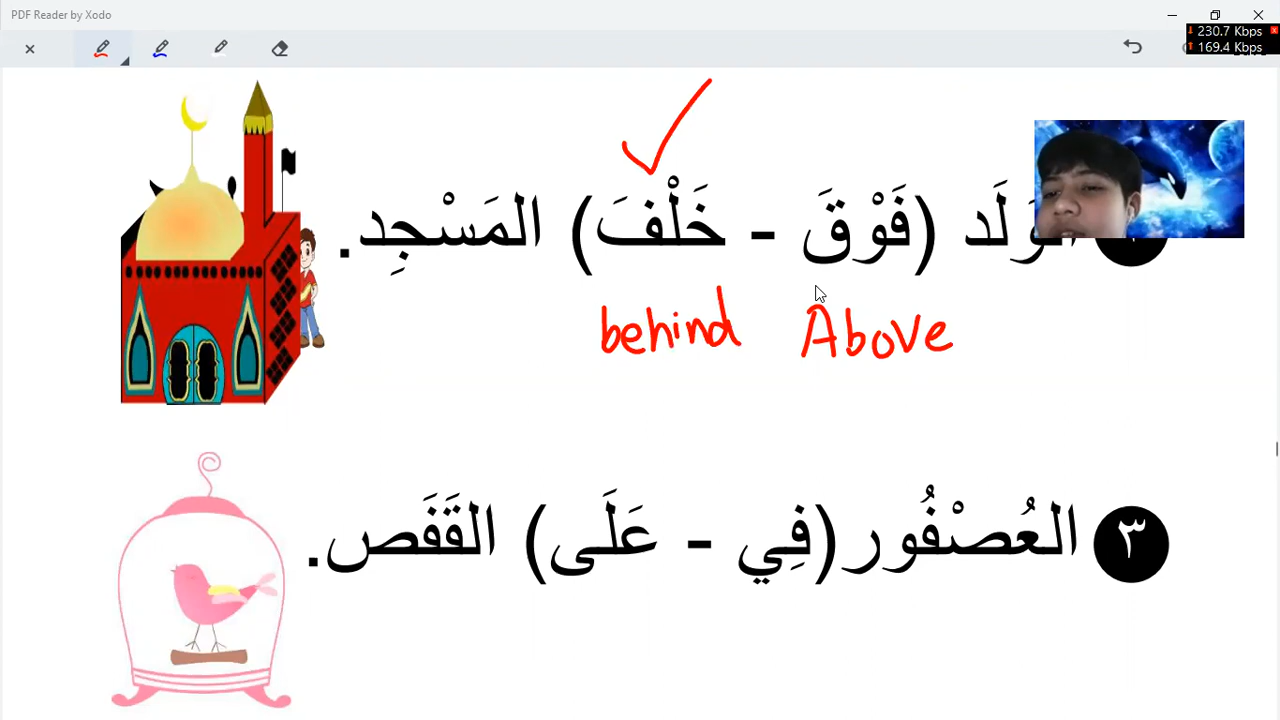 PDF Reader by Xodo
230.7 Kbps
169.4 Kbps
الوَلَد (فَوْقَ - خَلْفَ) المَسْجِد.
behind Above
٣ العُصْفُور (فِي - عَلَى) القَفَص.